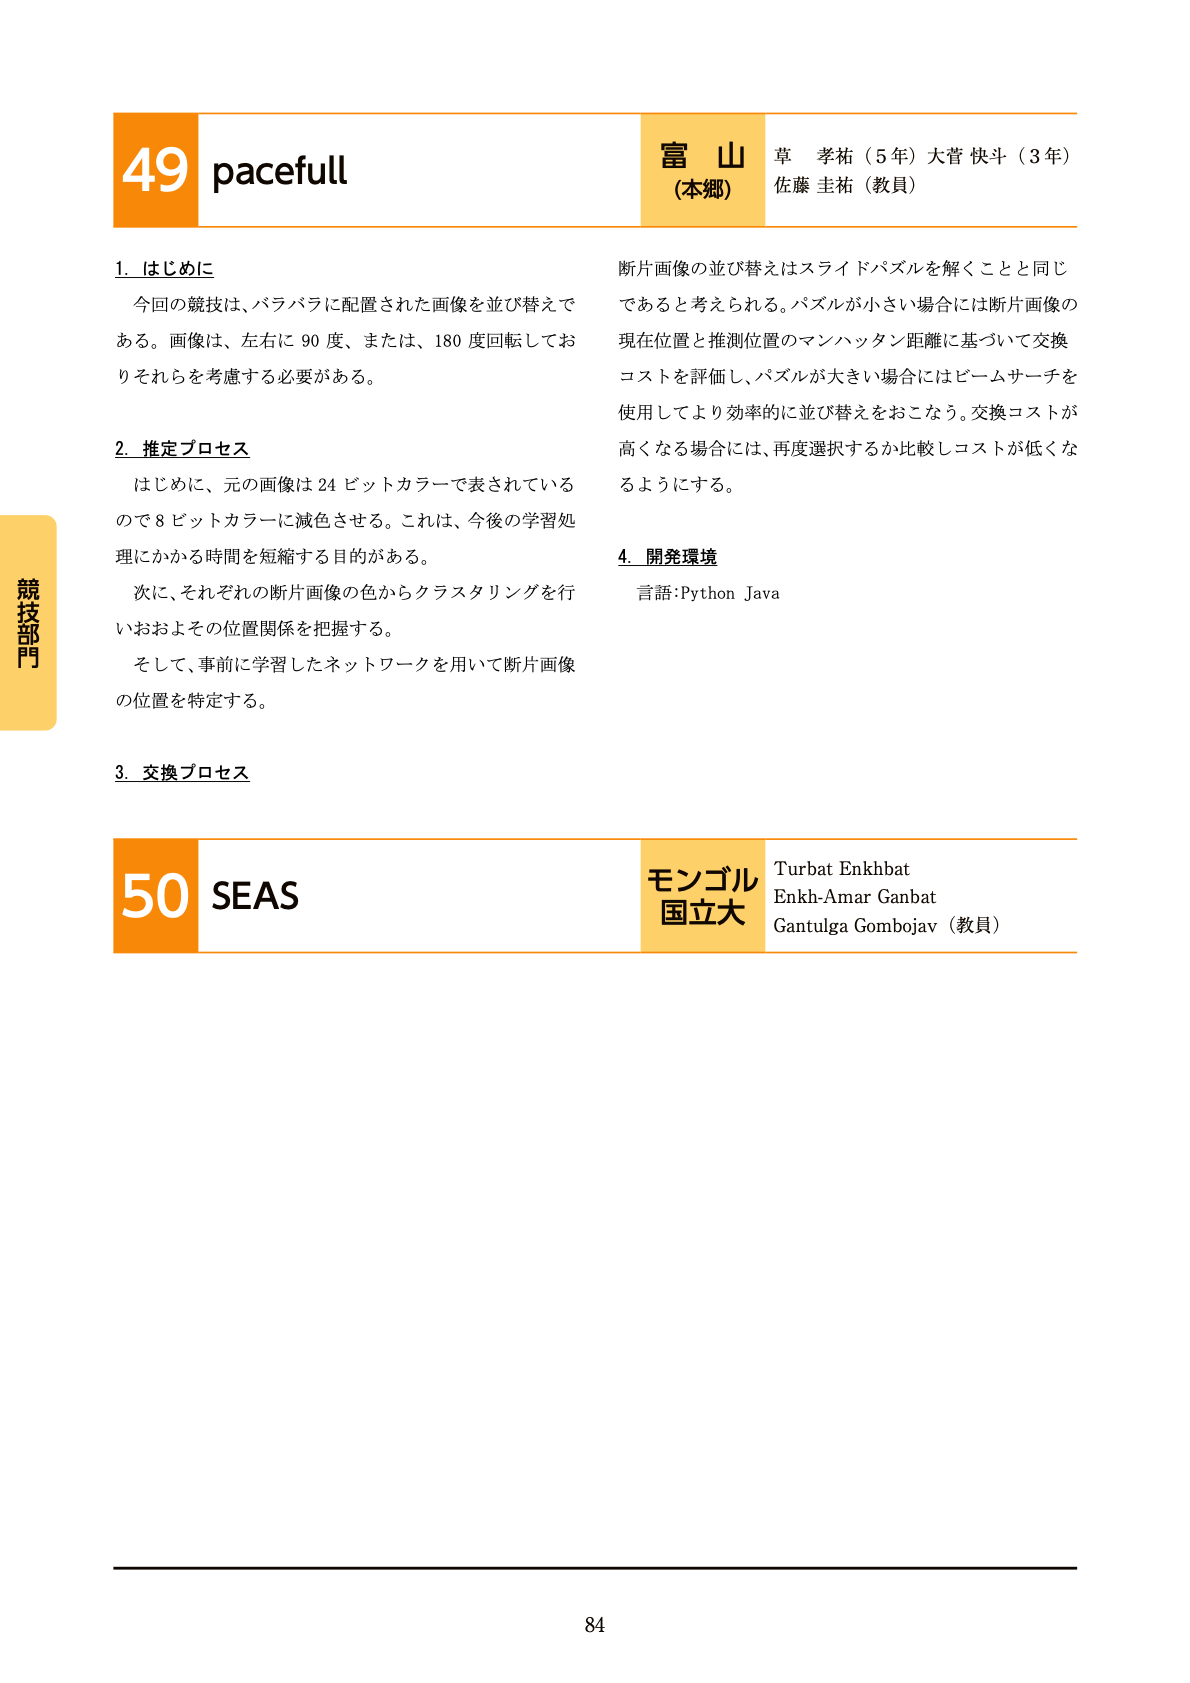 49 pacefull
富　山
(本郷)
草　孝祐（５年）大菅 快斗（３年）
佐藤 圭祐（教員）
1. はじめに
今回の競技は、バラバラに配置された画像を並び替えで
ある。画像は、左右に 90 度、または、180 度回転してお
りそれらを考慮する必要がある。
2. 推定プロセス
はじめに、元の画像は 24 ビットカラーで表されている
ので 8 ビットカラーに減色させる。これは、今後の学習処
理にかかる時間を短縮する目的がある。
次に、それぞれの断片画像の色からクラスタリングを行
いおおよその位置関係を把握する。
そして、事前に学習したネットワークを用いて断片画像
の位置を特定する。
3. 交換プロセス
断片画像の並び替えはスライドパズルを解くことと同じ
であると考えられる。パズルが小さい場合には断片画像の
現在位置と推測位置のマンハッタン距離に基づいて交換
コストを評価し、パズルが大きい場合にはビームサーチを
使用してより効率的に並び替えをおこなう。交換コストが
高くなる場合には、再度選択するか比較しコストが低くな
るようにする。
4. 開発環境
言語:Python Java
競技部門
50 SEAS
モンゴル
国立大
Turbat Enkhbat
Enkh-Amar Ganbat
Gantulga Gombojav（教員）
84